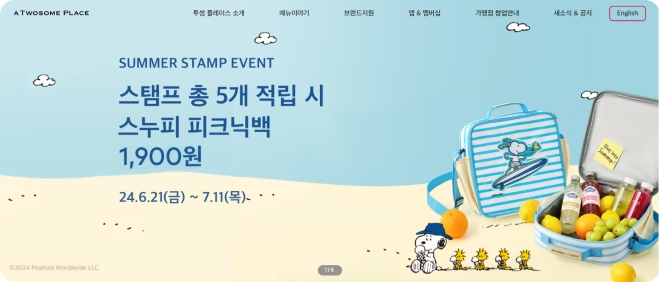 A TWOSOME PLACE
투썸 플레이스 소개
메뉴이야기
브랜드지원
앱 & 멤버십
가맹점 창업안내
새소식 & 공지
English
SUMMER STAMP EVENT
스탬프 총 5개 적립 시
스누피 피크닉백
1,900원
24.6.21(금) ~ 7.11(목)
Dive into
Summer!
©2024 Peanuts Worldwide LLC
1 / 6